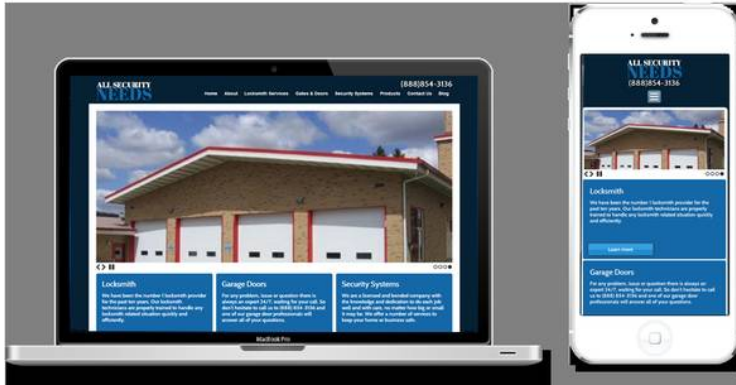 ALL SECURITY
NEEDS
(888)854-3136
Home About Locksmith Services Gates & Doors Security Systems Products Contact Us Blog
Locksmith
We have been the number 1 locksmith provider
for the past ten years. Our locksmith
technicians are properly trained to handle any
locksmith related situation quickly and
efficiently.
Garage Doors
For any problem, issue or question there is
always an expert 24/7, waiting for your call. So
don't hesitate to call us to (888) 854-3136 and
one of our garage door professionals will
answer all of your questions.
Security Systems
We are a licensed and bonded company with
the knowledge and dedication to do each job
well and with care, no matter how big or small
it may be. We offer a number of services to
keep your home or business safe.
MacBook Pro
ALL SECURITY
NEEDS
(888)854-3136
Locksmith
We have been the number 1 locksmith provider for the
past ten years. Our locksmith technicians are properly
trained to handle any locksmith related situation quickly
and efficiently.
Learn more
Garage Doors
For any problem, issue or question there is always an
expert 24/7, waiting for your call. So don't hesitate to call
us to (888) 854-3136 and one of our garage door
professionals will answer all of your questions.